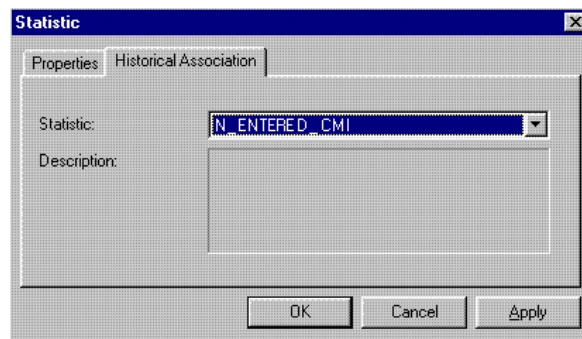 Statistic
Properties
Historical Association
Statistic:
N_ENTERED_CMI
Description:
OK
Cancel
Apply